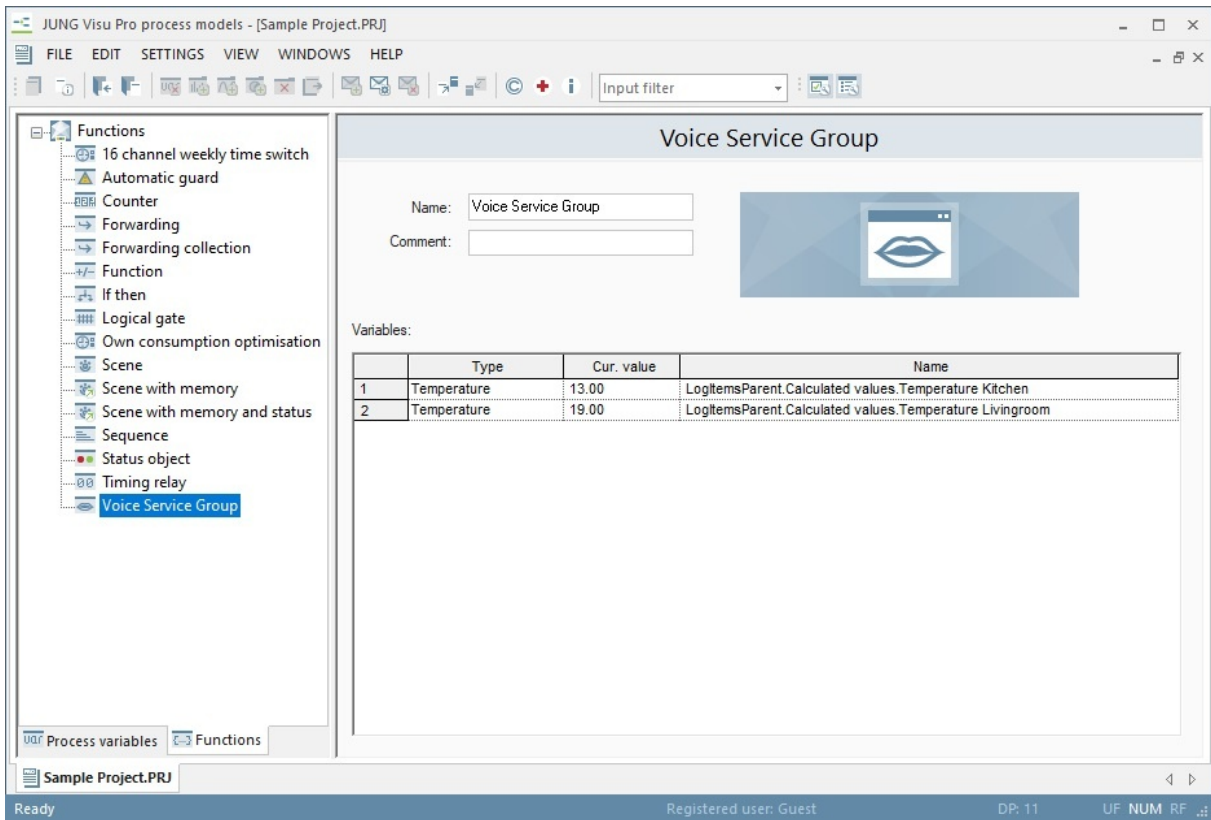 JUNG Visu Pro process models - [Sample Project.PRJ]
FILE EDIT SETTINGS VIEW WINDOWS HELP
Input filter
Functions
16 channel weekly time switch
Automatic guard
Counter
Forwarding
Forwarding collection
Function
If then
Logical gate
Own consumption optimisation
Scene
Scene with memory
Scene with memory and status
Sequence
Status object
Timing relay
Voice Service Group
Process variables Functions
Voice Service Group
Name: Voice Service Group
Comment:
Variables:
Type Cur. value Name
1 Temperature 13.00 LogItemsParent.Calculated values.Temperature Kitchen
2 Temperature 19.00 LogItemsParent.Calculated values.Temperature Livingroom
Sample Project.PRJ
Ready Registered user: Guest DP: 11 UF NUM RF